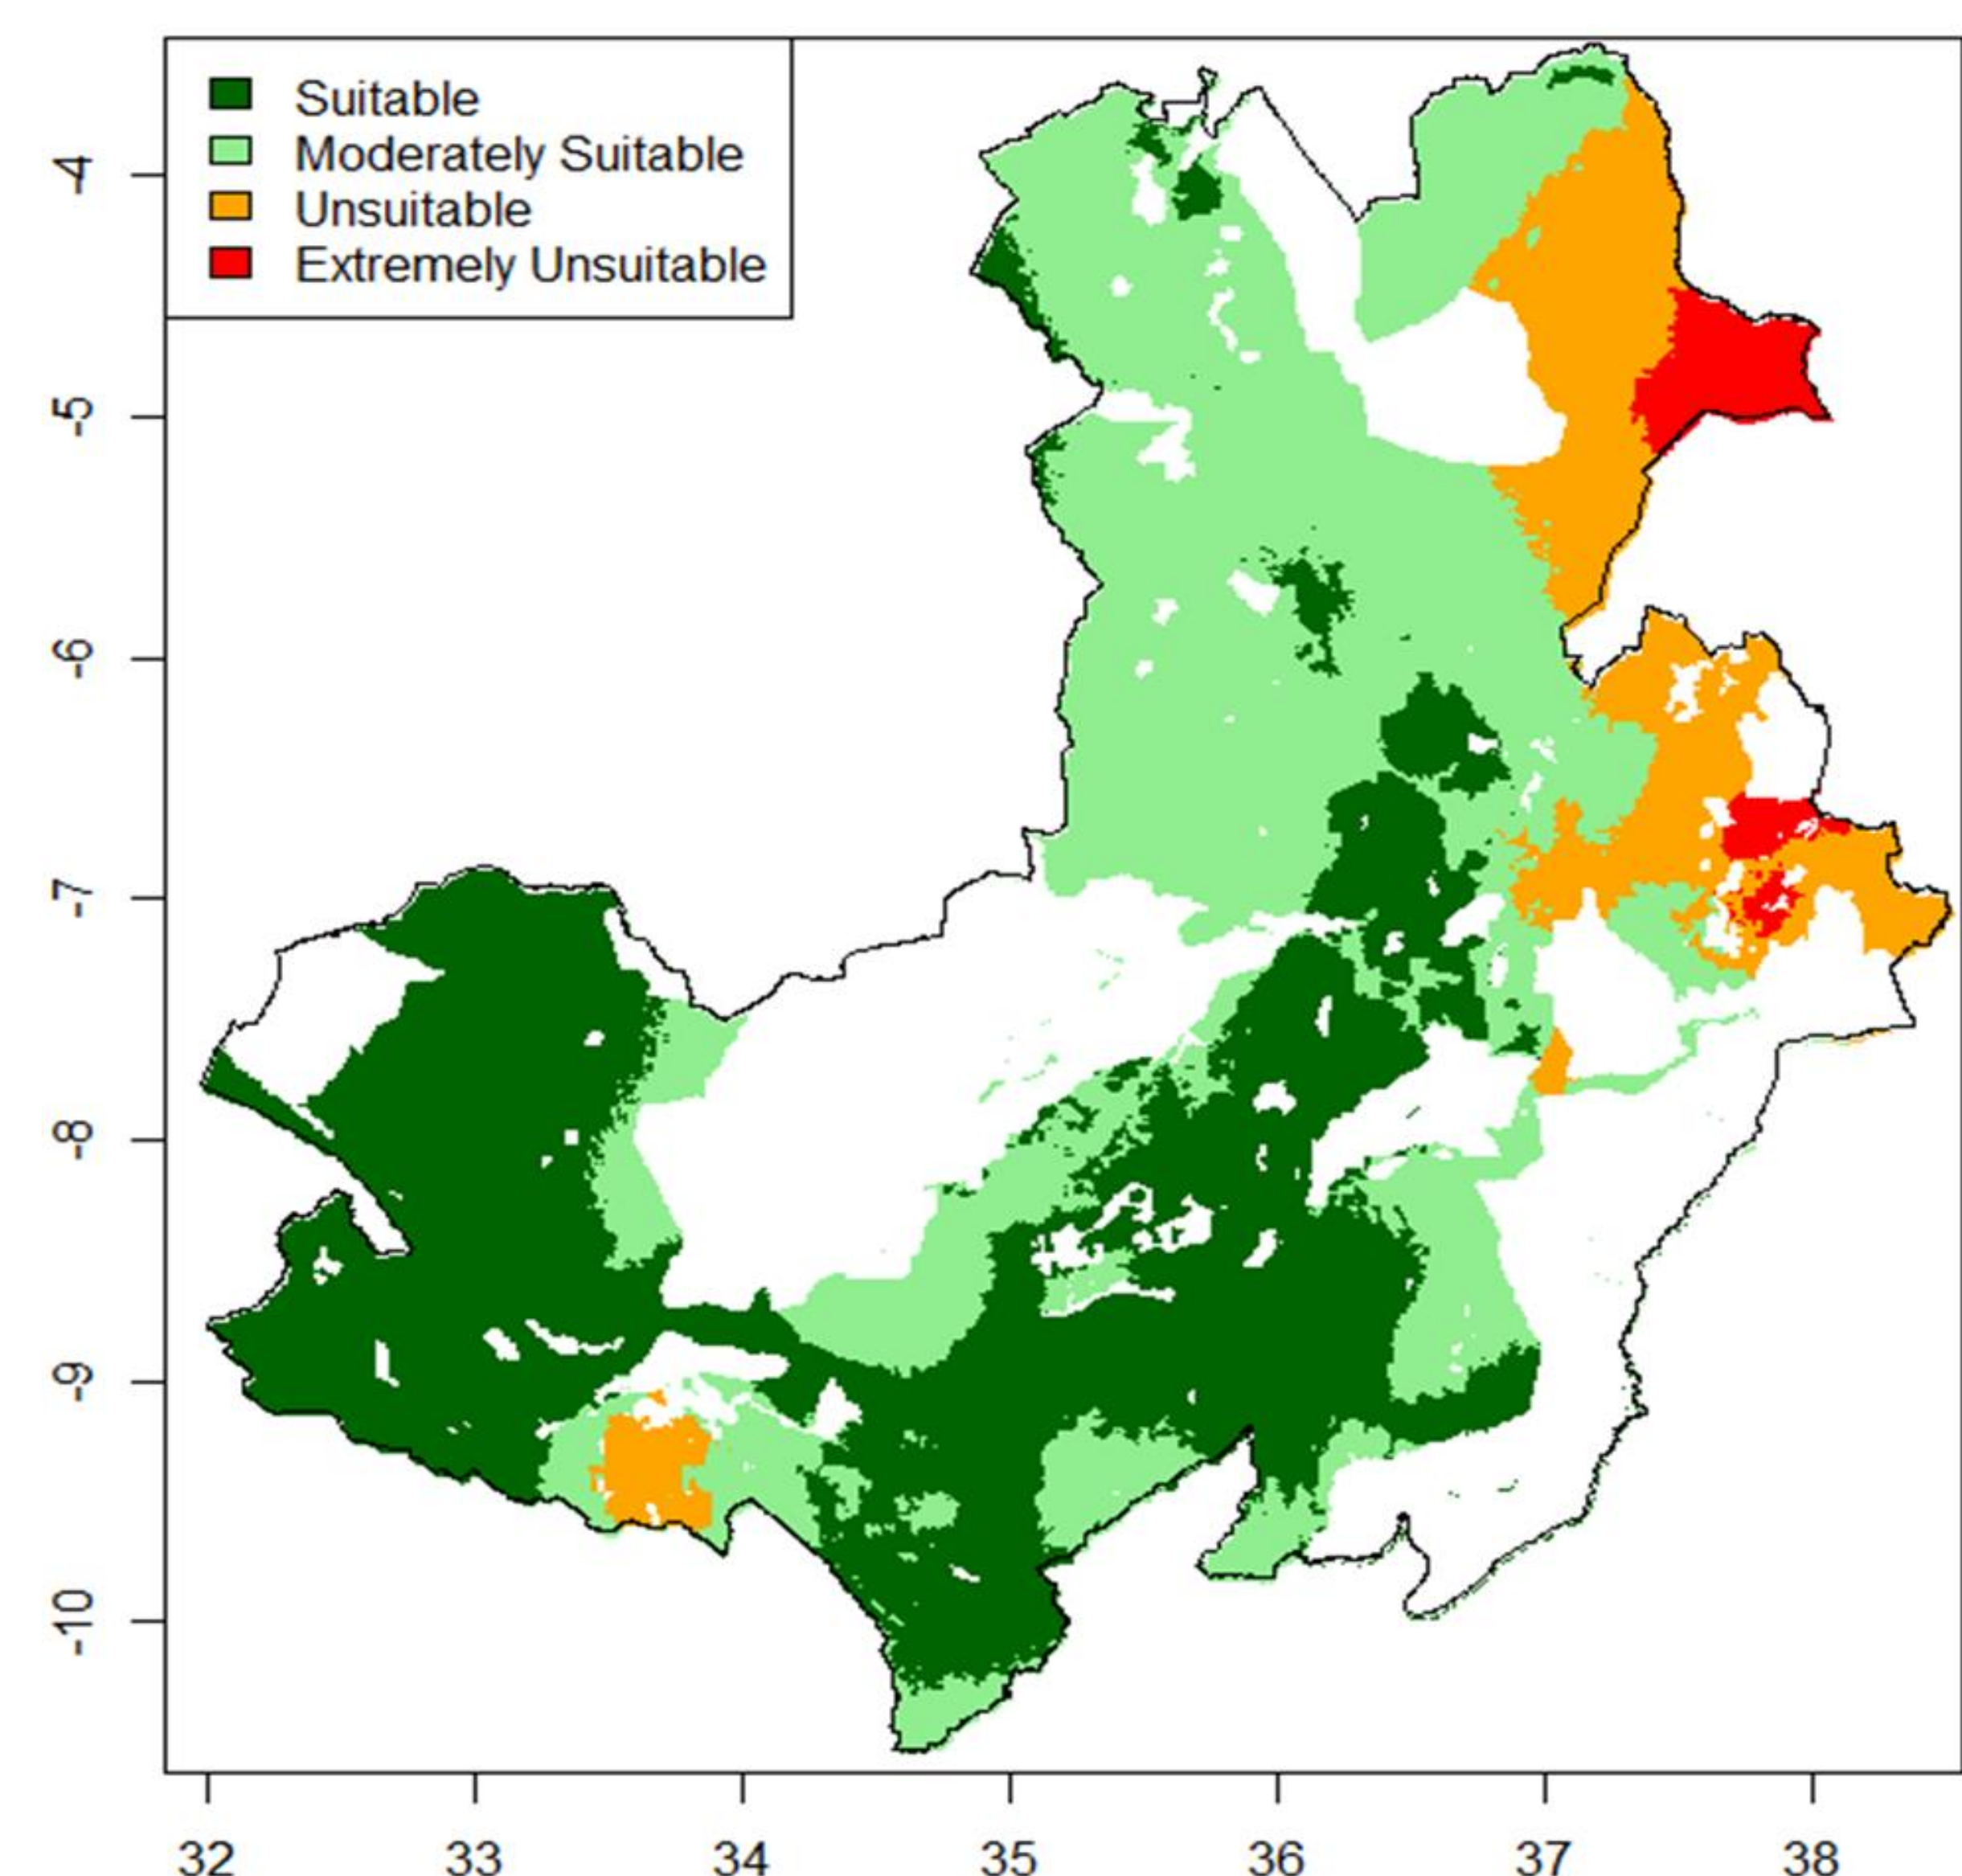 Suitable
Moderately Suitable
Unsuitable
Extremely Unsuitable
-4
-5
-6
-7
-8
-9
-10
32 33 34 35 36 37 38